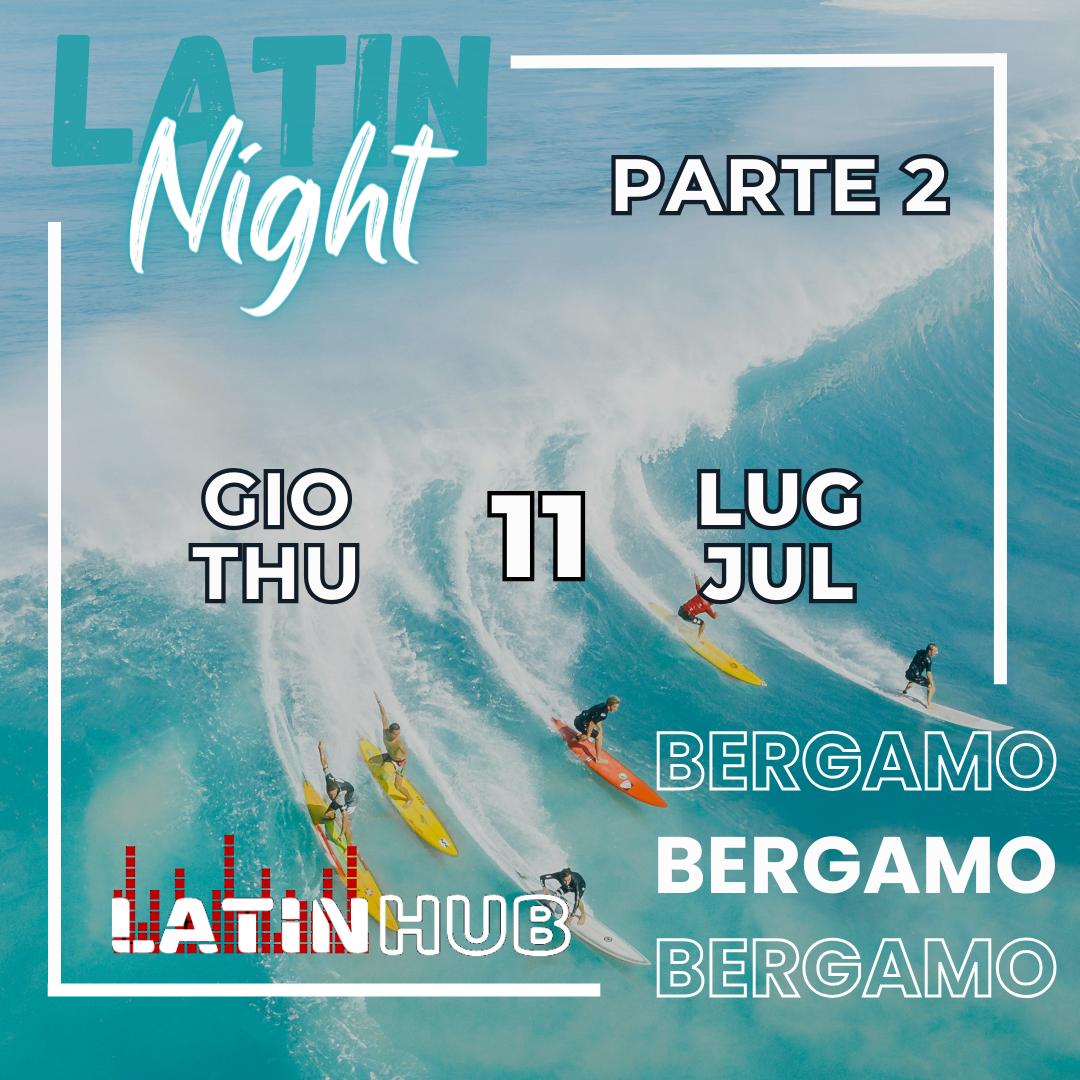 LATIN
Night
PARTE 2
GIO
THU
11
LUG
JUL
BERGAMO
BERGAMO
BERGAMO
LATINHUB